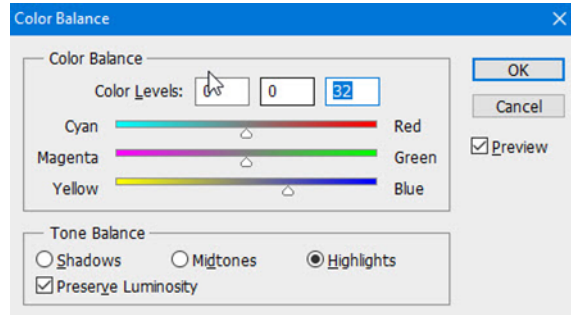 Color Balance
Color Balance
Color Levels: 0 32
Cyan Red
Magenta Green
Yellow Blue
Tone Balance
Shadows Midtones Highlights
Preserve Luminosity
OK
Cancel
Preview